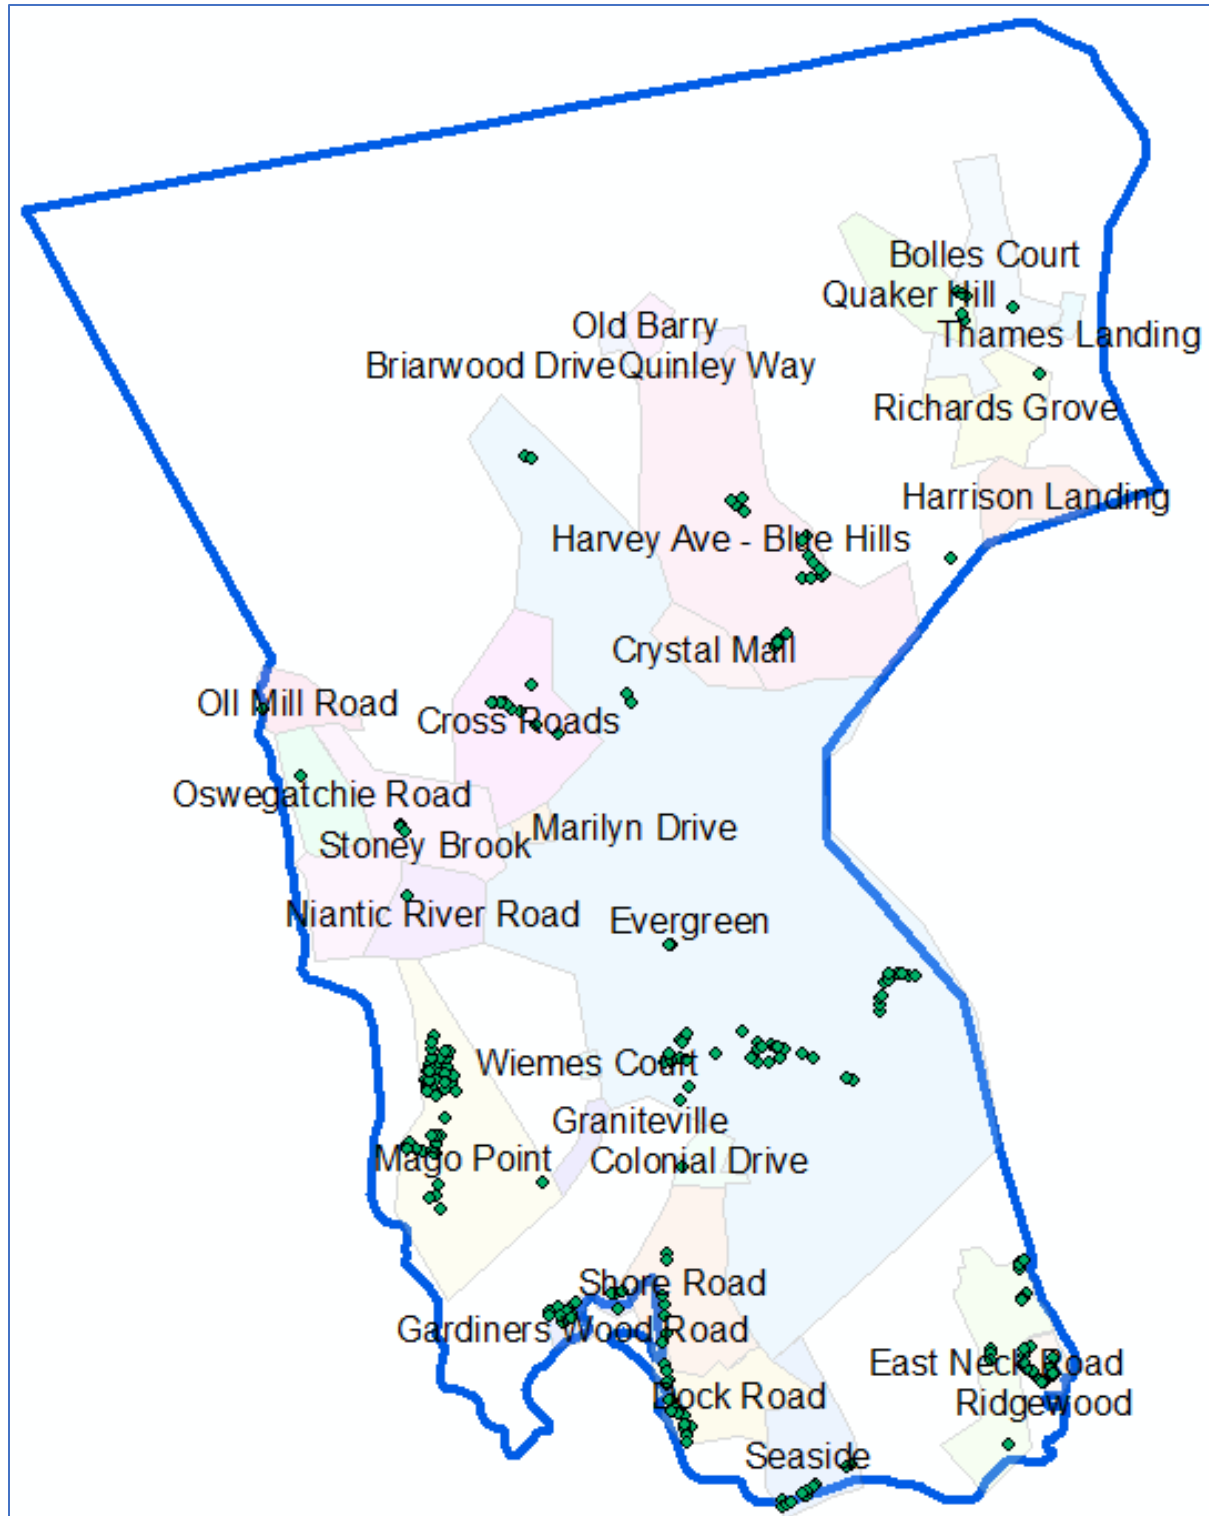 Bolles Court
Quaker Hill
Old Barry
Thames Landing
Briarwood Drive
Quinley Way
Richards Grove
Harrison Landing
Harvey Ave - Blue Hills
Crystal Mall
Oll Mill Road
Cross Roads
Oswegatchie Road
Marilyn Drive
Stoney Brook
Niantic River Road
Evergreen
Wiemes Court
Graniteville
Mago Point
Colonial Drive
Shore Road
Gardiners Wood Road
East Neck Road
Dock Road
Ridgewood
Seaside